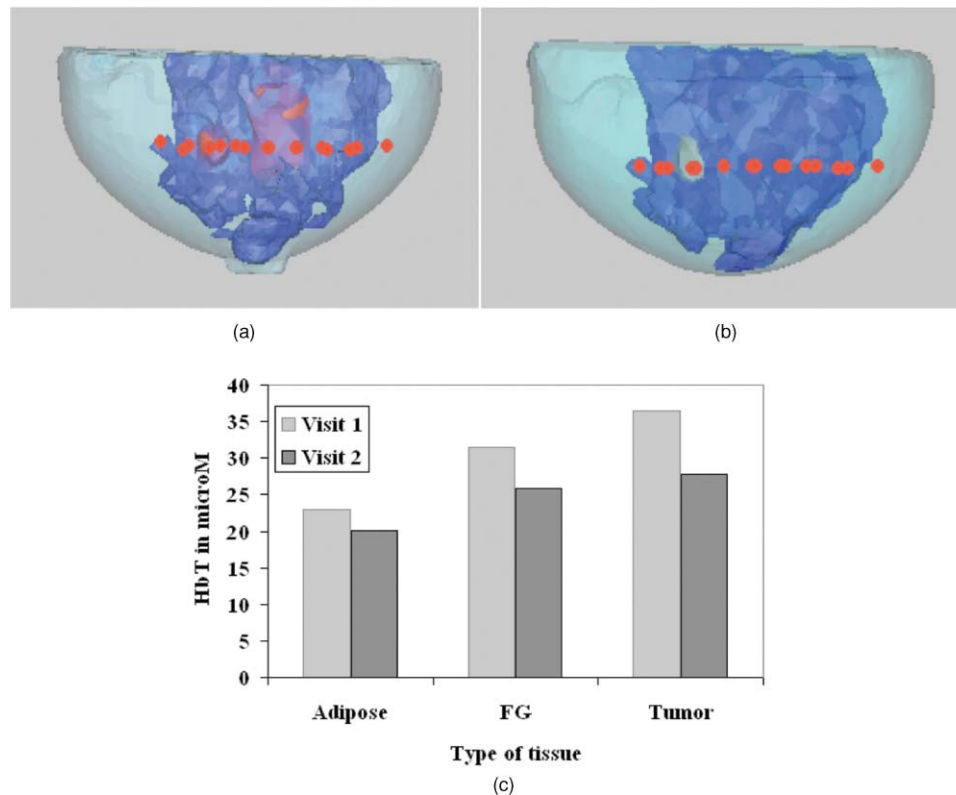 (a)
(b)
40
35
30
25
20
15
10
5
0
HbT in microM
Visit 1
Visit 2
Adipose
FG
Tumor
Type of tissue
(c)